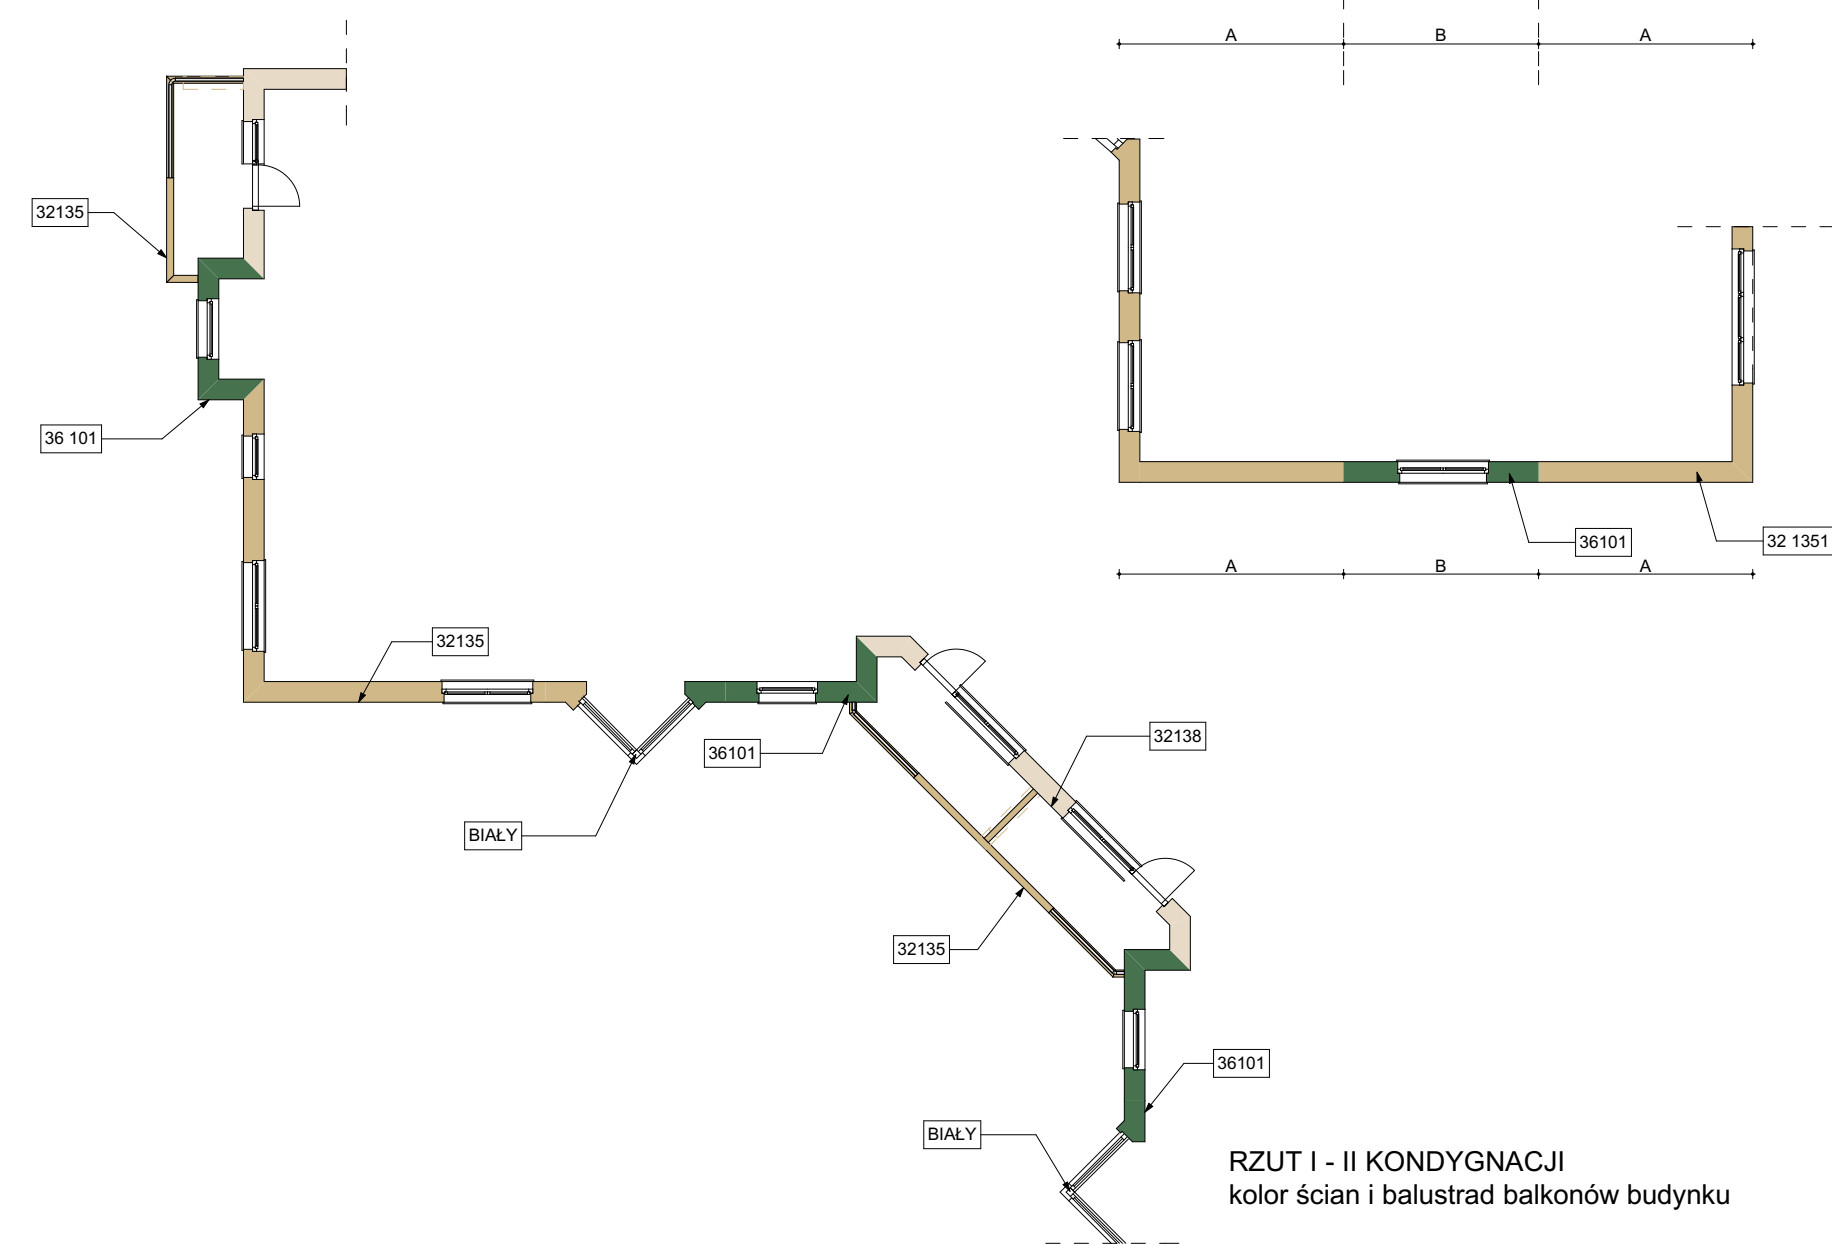 A B A
32135
36 101
36101
32 1351
A B A
32135
36101
32138
BIAŁY
32135
36101
BIAŁY
RZUT I - II KONDYGNACJI
kolor ścian i balustrad balkonów budynku